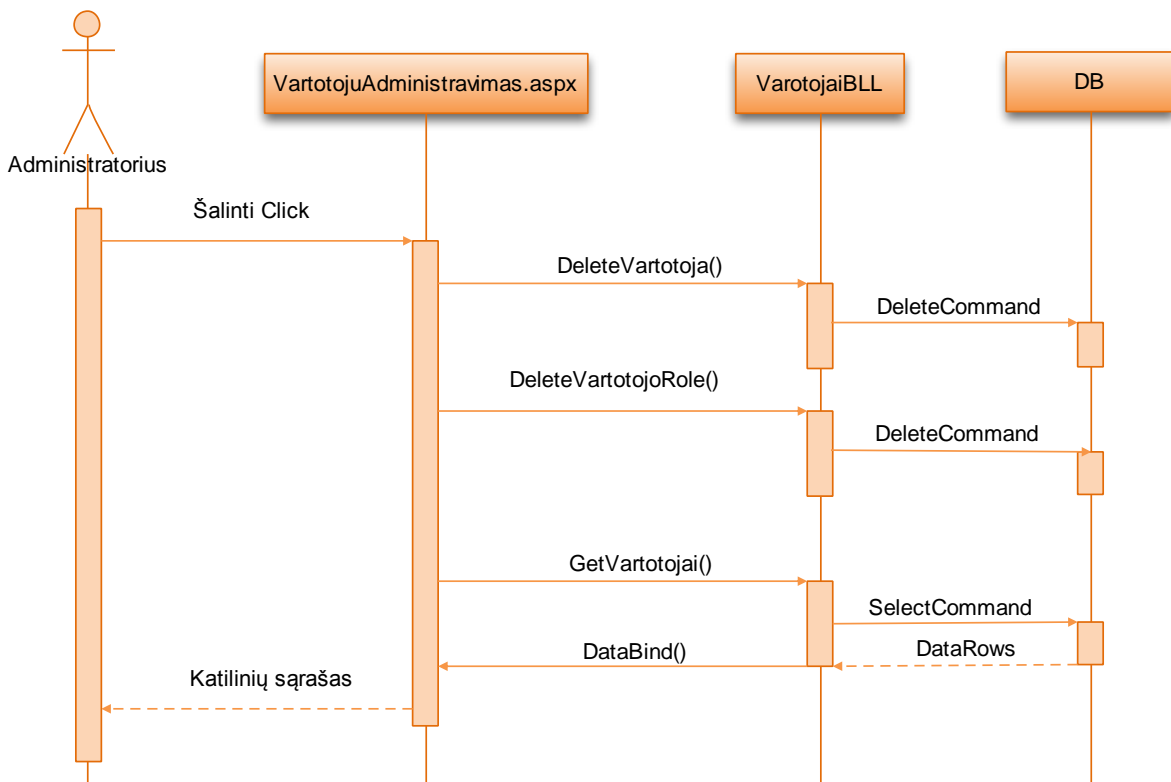 VartotojuAdministravimas.aspx
VarotojaiBLL
DB
Administratorius
Šalinti Click
DeleteVartotoja()
DeleteCommand
DeleteVartotojoRole()
DeleteCommand
GetVartotojai()
SelectCommand
DataBind()
DataRows
Katilinių sąrašas